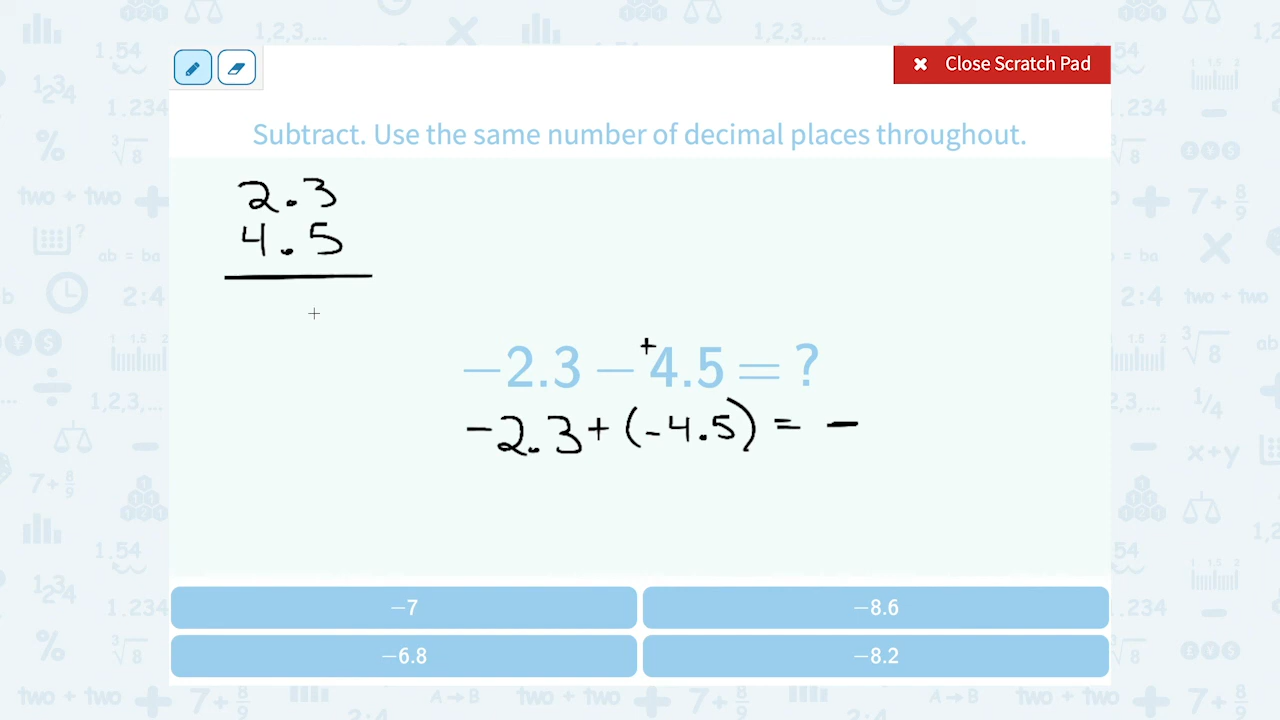 Close Scratch Pad
Subtract. Use the same number of decimal places throughout.
2.3
4.5
+
−2.3 − 4.5 = ?
-2.3 + (-4.5) = -
−7
−8.6
−6.8
−8.2